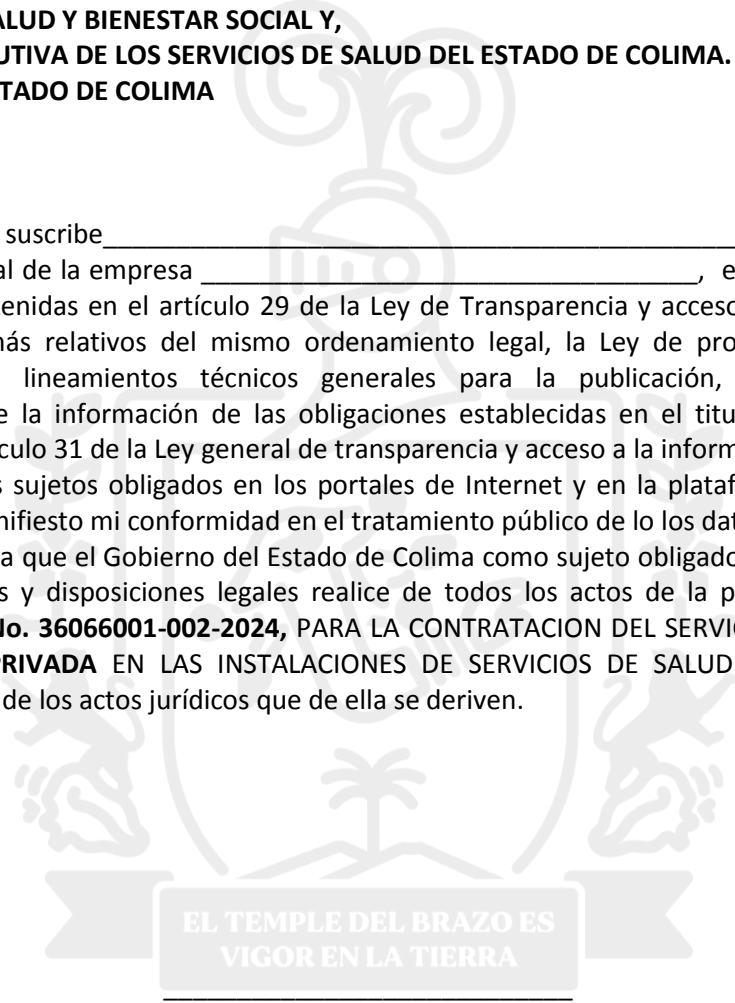 ALUD Y BIENESTAR SOCIAL Y,
UTIVA DE LOS SERVICIOS DE SALUD DEL ESTADO DE COLIMA.
TADO DE COLIMA
suscribe____________________________________________
al de la empresa __________________________________, e
tenidas en el artículo 29 de la Ley de Transparencia y acceso
más relativos del mismo ordenamiento legal, la Ley de pro
lineamientos técnicos generales para la publicación,
e la información de las obligaciones establecidas en el titu
culo 31 de la Ley general de transparencia y acceso a la inform
s sujetos obligados en los portales de Internet y en la plataf
nifiesto mi conformidad en el tratamiento público de lo los dat
a que el Gobierno del Estado de Colima como sujeto obligado
s y disposiciones legales realice de todos los actos de la p
No. 36066001-002-2024, PARA LA CONTRATACION DEL SERVIC
PRIVADA EN LAS INSTALACIONES DE SERVICIOS DE SALUD
de los actos jurídicos que de ella se deriven.
EL TEMPLE DEL BRAZO ES
VIGOR EN LA TIERRA
____________________________